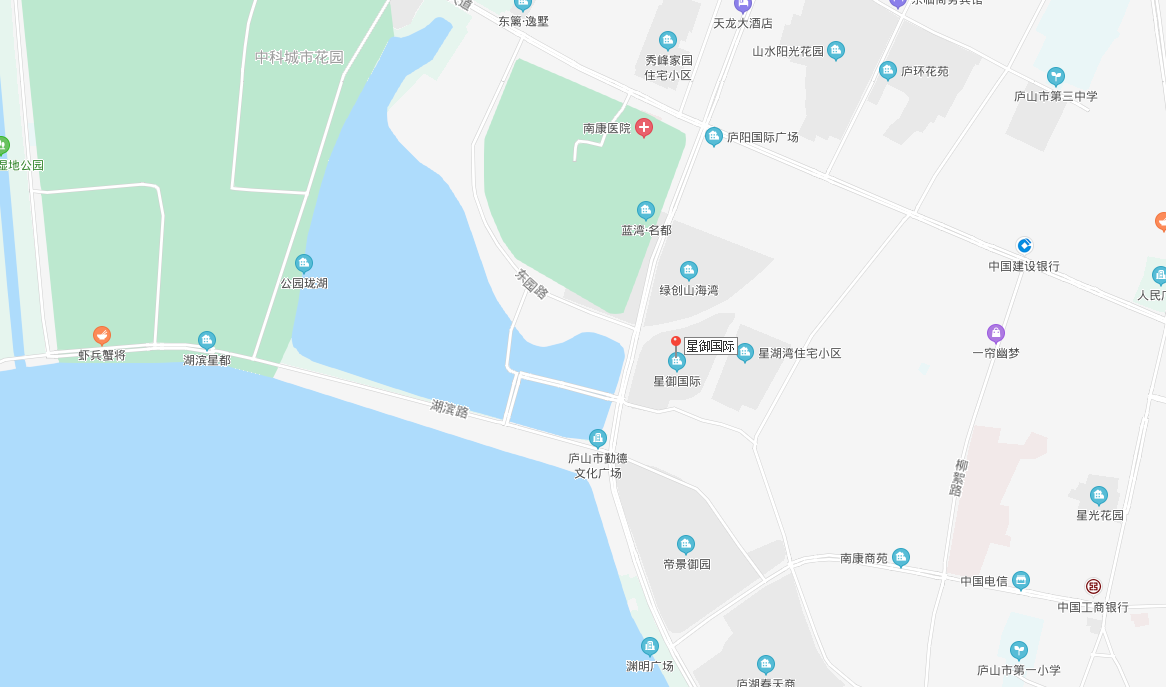 东篱·逸墅
天龙大酒店
中科城市花园
秀峰家园
住宅小区
山水阳光花园
庐环花苑
庐山市第三中学
南康医院
庐阳国际广场
湿地公园
蓝湾·名都
中国建设银行
公园珑湖
东园路
绿创山海湾
人民广
虾兵蟹将
湖滨星都
星御国际
星御国际
星湖湾住宅小区
一帘幽梦
湖滨路
庐山市勤德
文化广场
柳絮路
星光花园
帝景御园
南康商苑
中国电信
中国工商银行
渊明广场
庐山市第一小学
庐湖春天商